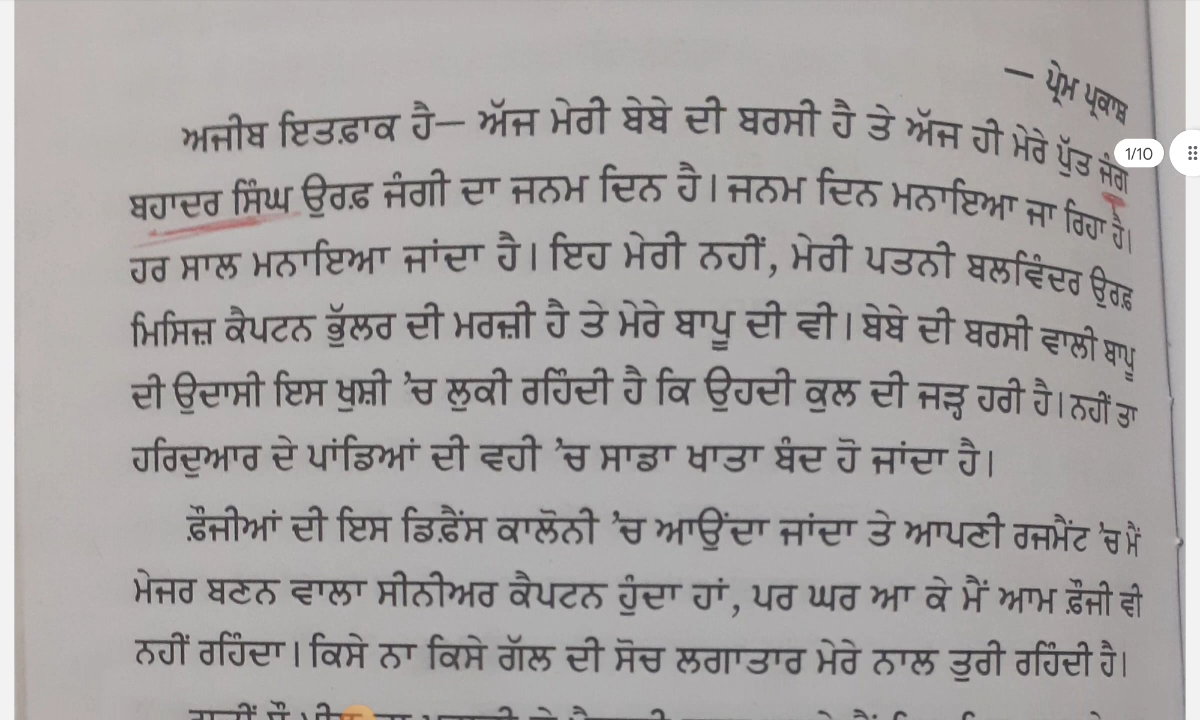 — ਪ੍ਰੇਮ ਪ੍ਰਕਾਸ਼
ਅਜੀਬ ਇਤਫ਼ਾਕ ਹੈ— ਅੱਜ ਮੇਰੀ ਬੇਬੇ ਦੀ ਬਰਸੀ ਹੈ ਤੇ ਅੱਜ ਹੀ ਮੇਰੇ ਪੁੱਤ ਜੰਗ
1/10
ਬਹਾਦਰ ਸਿੰਘ ਉਰਫ਼ ਜੰਗੀ ਦਾ ਜਨਮ ਦਿਨ ਹੈ। ਜਨਮ ਦਿਨ ਮਨਾਇਆ ਜਾ ਰਿਹਾ ਹੈ।
ਹਰ ਸਾਲ ਮਨਾਇਆ ਜਾਂਦਾ ਹੈ। ਇਹ ਮੇਰੀ ਨਹੀਂ, ਮੇਰੀ ਪਤਨੀ ਬਲਵਿੰਦਰ ਉਰਫ਼
ਮਿਸਿਜ਼ ਕੈਪਟਨ ਭੁੱਲਰ ਦੀ ਮਰਜ਼ੀ ਹੈ ਤੇ ਮੇਰੇ ਬਾਪੂ ਦੀ ਵੀ। ਬੇਬੇ ਦੀ ਬਰਸੀ ਵਾਲੀ ਬਾਪੂ
ਦੀ ਉਦਾਸੀ ਇਸ ਖੁਸ਼ੀ ’ਚ ਲੁਕੀ ਰਹਿੰਦੀ ਹੈ ਕਿ ਉਹਦੀ ਕੁਲ ਦੀ ਜੜ੍ਹ ਹਰੀ ਹੈ। ਨਹੀਂ ਤਾ
ਹਰਿਦੁਆਰ ਦੇ ਪਾਂਡਿਆਂ ਦੀ ਵਹੀ ’ਚ ਸਾਡਾ ਖਾਤਾ ਬੰਦ ਹੋ ਜਾਂਦਾ ਹੈ।
ਫ਼ੌਜੀਆਂ ਦੀ ਇਸ ਡਿਫ਼ੈਂਸ ਕਾਲੋਨੀ ’ਚ ਆਉਂਦਾ ਜਾਂਦਾ ਤੇ ਆਪਣੀ ਰਜਮੈਂਟ ’ਚ ਮੈਂ
ਮੇਜਰ ਬਣਨ ਵਾਲਾ ਸੀਨੀਅਰ ਕੈਪਟਨ ਹੁੰਦਾ ਹਾਂ, ਪਰ ਘਰ ਆ ਕੇ ਮੈਂ ਆਮ ਫ਼ੌਜੀ ਵੀ
ਨਹੀਂ ਰਹਿੰਦਾ। ਕਿਸੇ ਨਾ ਕਿਸੇ ਗੱਲ ਦੀ ਸੋਚ ਲਗਾਤਾਰ ਮੇਰੇ ਨਾਲ ਤੁਰੀ ਰਹਿੰਦੀ ਹੈ।